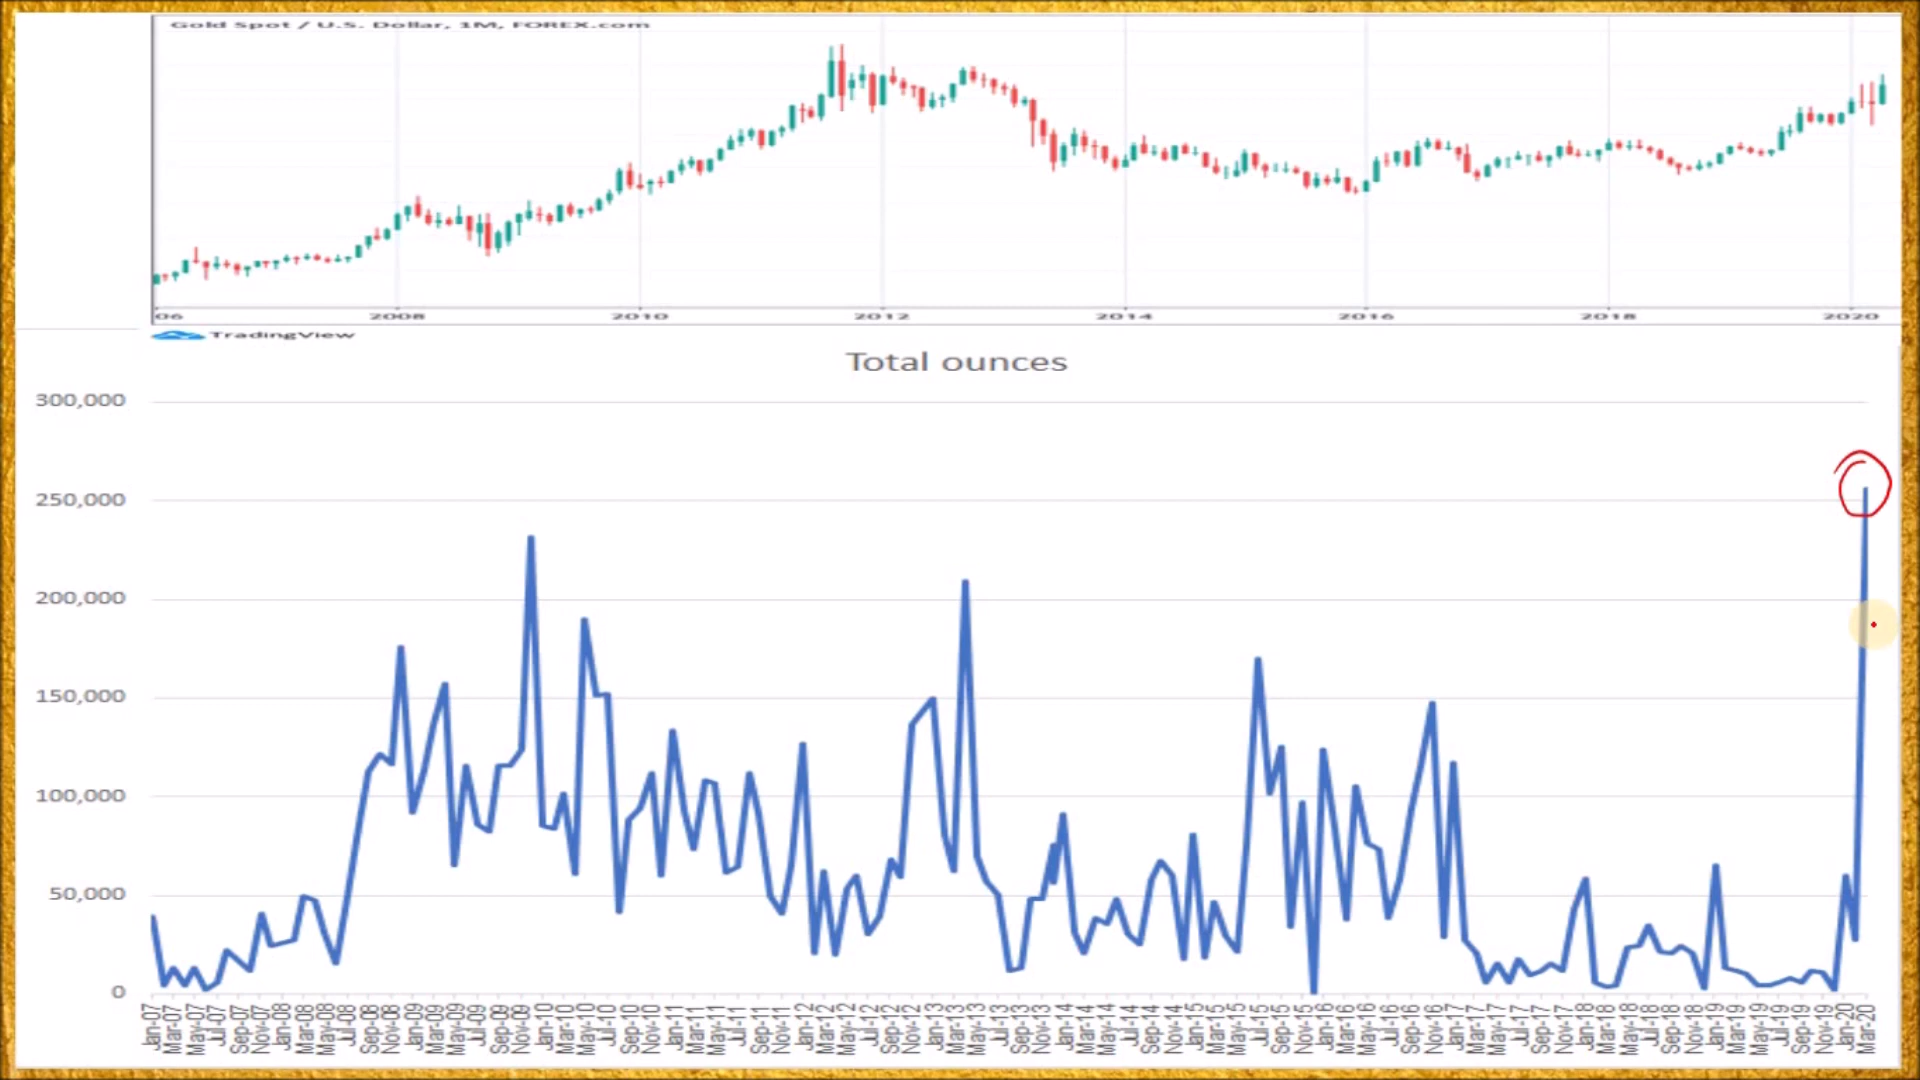 Gold Spot / U.S. Dollar, 1M, FOREX.com
06 2008 2010 2012 2014 2016 2018 2020
TradingView
Total ounces
300,000
250,000
200,000
150,000
100,000
50,000
0
Jan-07 Mar-07 May-07 Jul-07 Sep-07 Nov-07 Jan-08 Mar-08 May-08 Jul-08 Sep-08 Nov-08 Jan-09 Mar-09 May-09 Jul-09 Sep-09 Nov-09 Jan-10 Mar-10 May-10 Jul-10 Sep-10 Nov-10 Jan-11 Mar-11 May-11 Jul-11 Sep-11 Nov-11 Jan-12 Mar-12 May-12 Jul-12 Sep-12 Nov-12 Jan-13 Mar-13 May-13 Jul-13 Sep-13 Nov-13 Jan-14 Mar-14 May-14 Jul-14 Sep-14 Nov-14 Jan-15 Mar-15 May-15 Jul-15 Sep-15 Nov-15 Jan-16 Mar-16 May-16 Jul-16 Sep-16 Nov-16 Jan-17 Mar-17 May-17 Jul-17 Sep-17 Nov-17 Jan-18 Mar-18 May-18 Jul-18 Sep-18 Nov-18 Jan-19 Mar-19 May-19 Jul-19 Sep-19 Nov-19 Jan-20 Mar-20